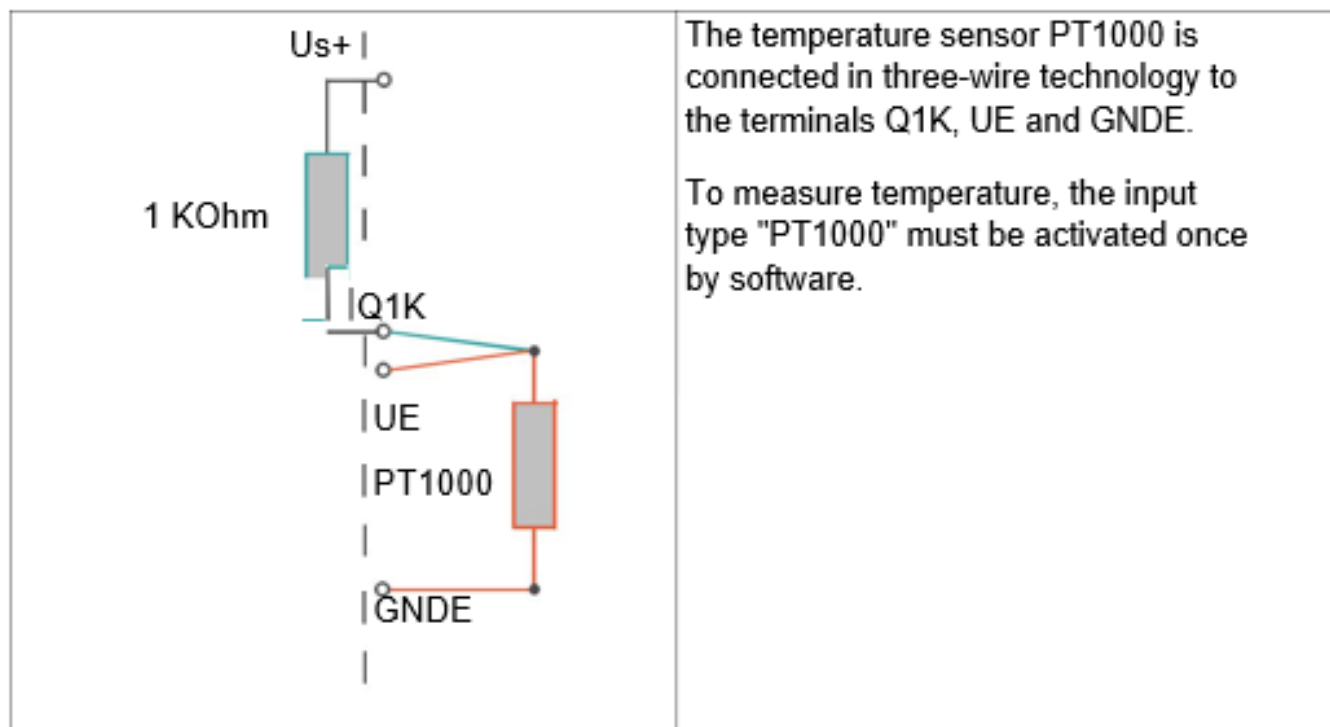 Us+
1 KOhm
Q1K
UE
PT1000
GNDE
The temperature sensor PT1000 is
connected in three-wire technology to
the terminals Q1K, UE and GNDE.
To measure temperature, the input
type "PT1000" must be activated once
by software.